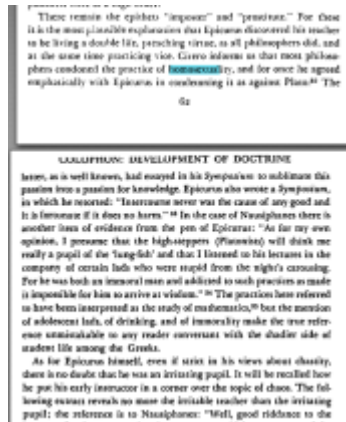 There remain the epithets "impostor" and "prostitute." For these
it is the most plausible explanation that Epicurus discovered his teacher
to be living a double life, preaching virtue, as all philosophers did, and
at the same time practicing vice. Cicero informs us that most philoso-
phers condoned the practice of homosexuality, and for once he agreed
emphatically with Epicurus in condemning it as against Plato. The
62
COLOPHON: DEVELOPMENT OF DOCTRINE
latter, as is well known, had essayed in his Symposium to sublimate this
passion into a passion for knowledge. Epicurus also wrote a Symposium,
in which he retorted: "Intercourse never was the cause of any good and
it is fortunate if it does no harm." In the case of Nausiphanes there is
another item of evidence from the pen of Epicurus: "As for my own
opinion, I presume that the high-steppers (Platonists) will think me
really a pupil of the 'lung-fish' and that I listened to his lectures in the
company of certain lads who were stupid from the night's carousing.
For he was both an immoral man and addicted to such practices as made
it impossible for him to arrive at wisdom." The practices here referred
to have been interpreted as the study of mathematics, but the mention
of adolescent lads, of drinking, and of immorality make the true refer-
ence unmistakable to any reader conversant with the shadier side of
student life among the Greeks.
As for Epicurus himself, even if strict in his views about chastity,
there is no doubt that he was an irritating pupil. It will be recalled how
he put his early instructor in a corner over the topic of chaos. The fol-
lowing extract reveals no more the irritable teacher than the irritating
pupil; the reference is to Nausiphanes: "Well, good riddance to the